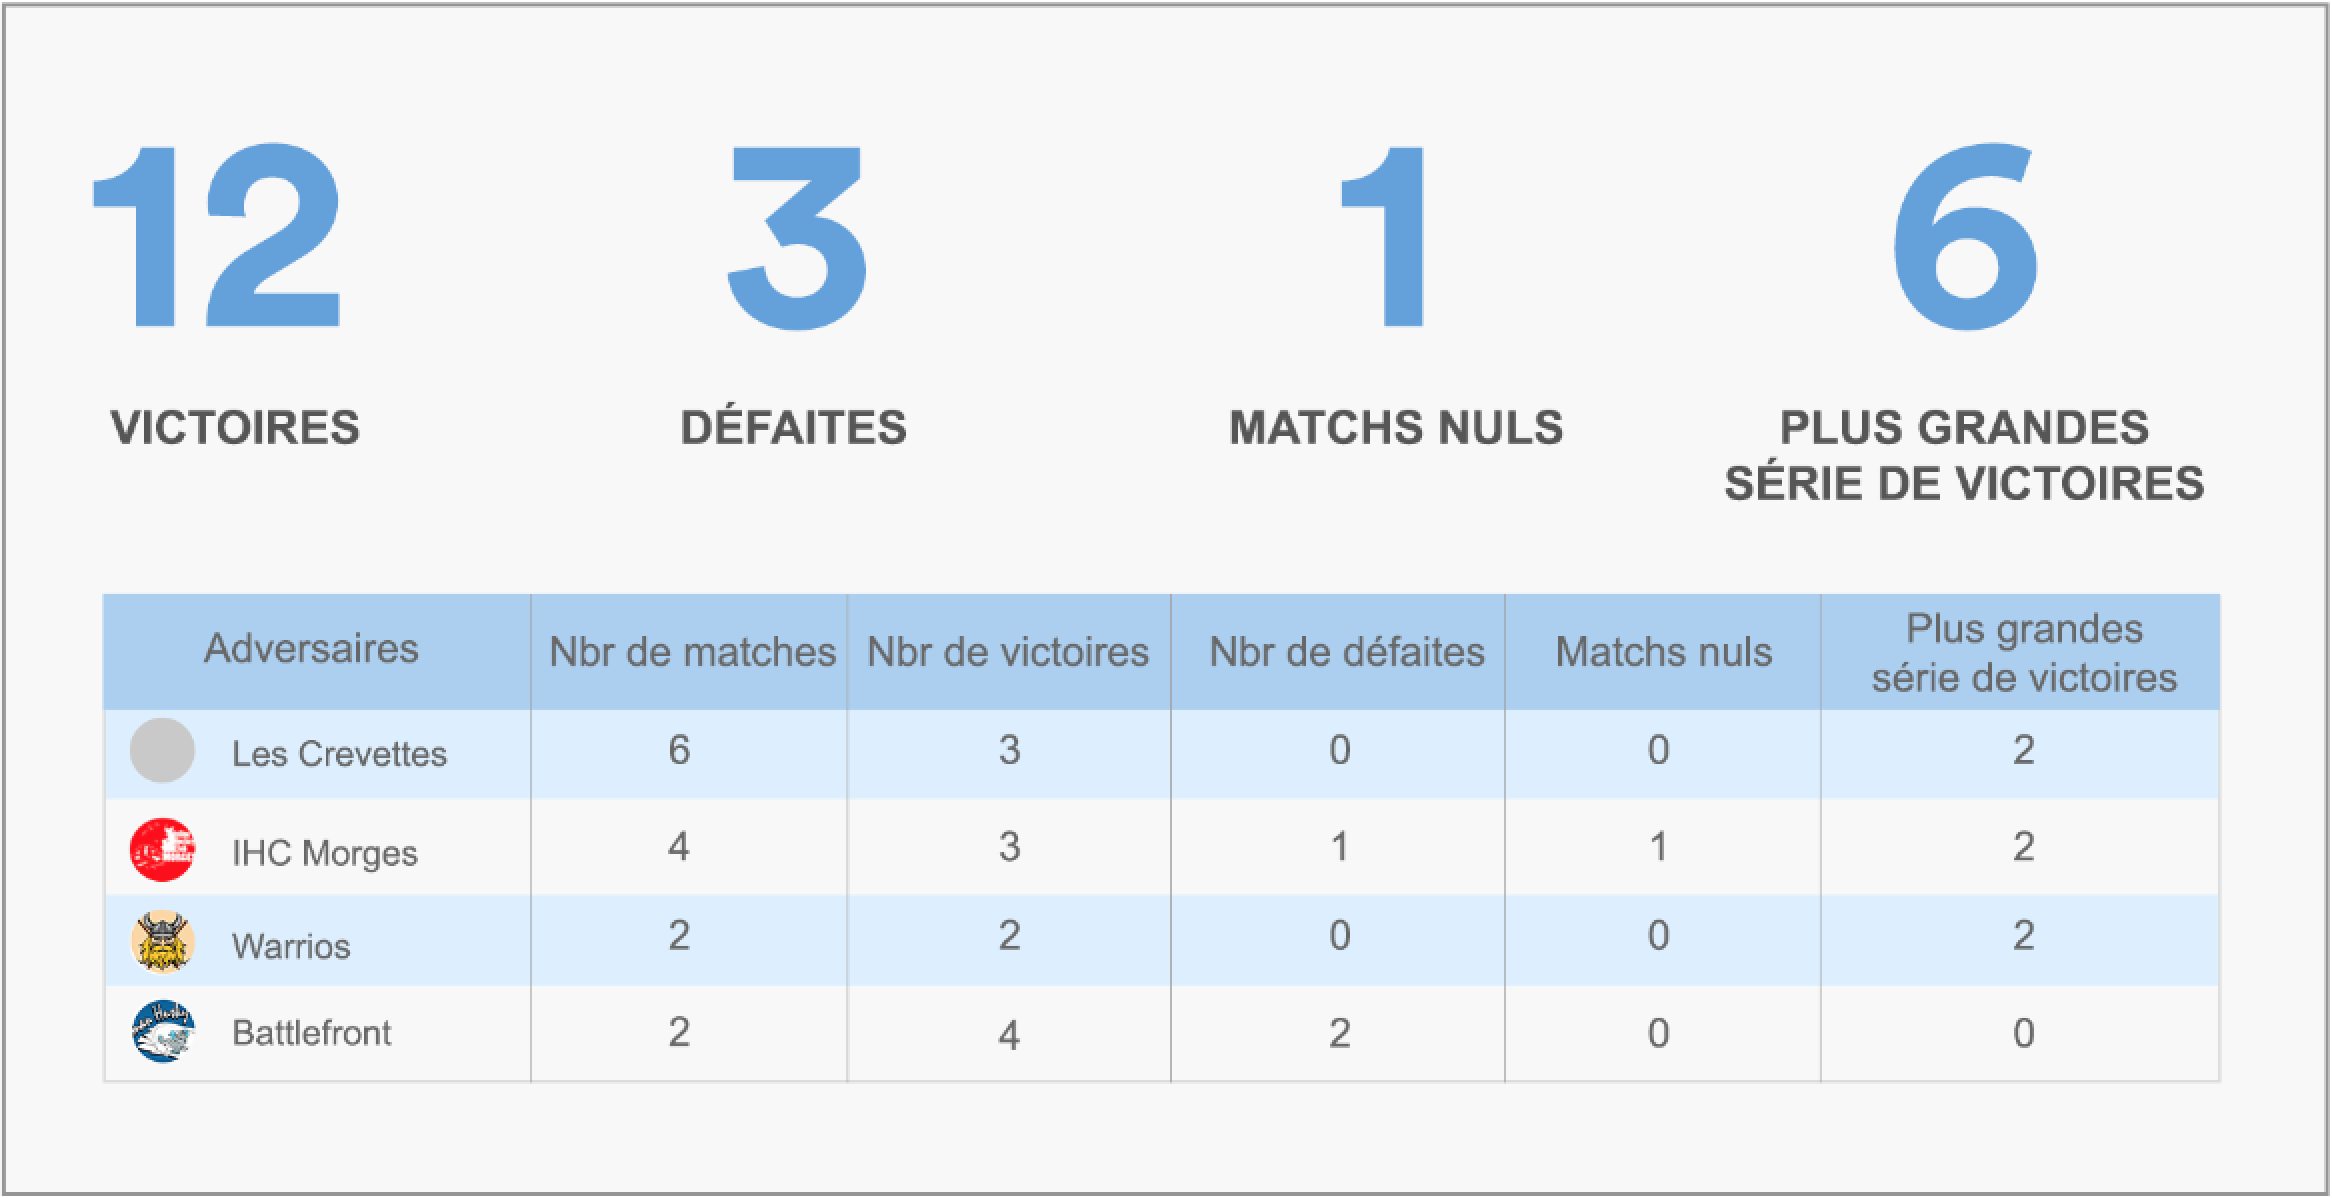 12
3
1
6
VICTOIRES
DÉFAITES
MATCHS NULS
PLUS GRANDES
SÉRIE DE VICTOIRES
Adversaires Nbr de matches Nbr de victoires Nbr de défaites Matchs nuls Plus grandes
série de victoires
Les Crevettes 6 3 0 0 2
IHC Morges 4 3 1 1 2
Warrios 2 2 0 0 2
Battlefront 2 4 2 0 0